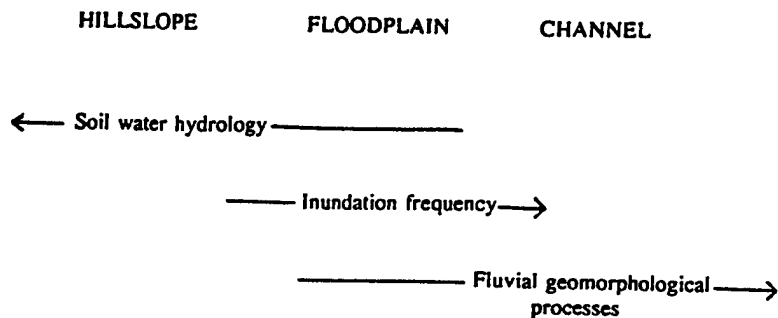 HILLSLOPE FLOODPLAIN CHANNEL
Soil water hydrology
Inundation frequency
Fluvial geomorphological
processes